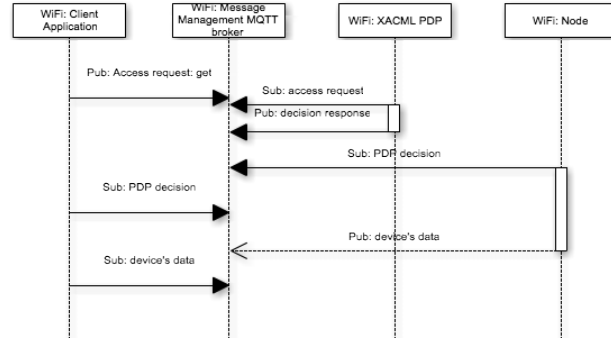 WiFi: Client
Application
WiFi: Message
Management MQTT
broker
WiFi: XACML PDP
WiFi: Node
Pub: Access request: get
Sub: access request
Pub: decision response
Sub: PDP decision
Sub: PDP decision
Pub: device's data
Sub: device's data